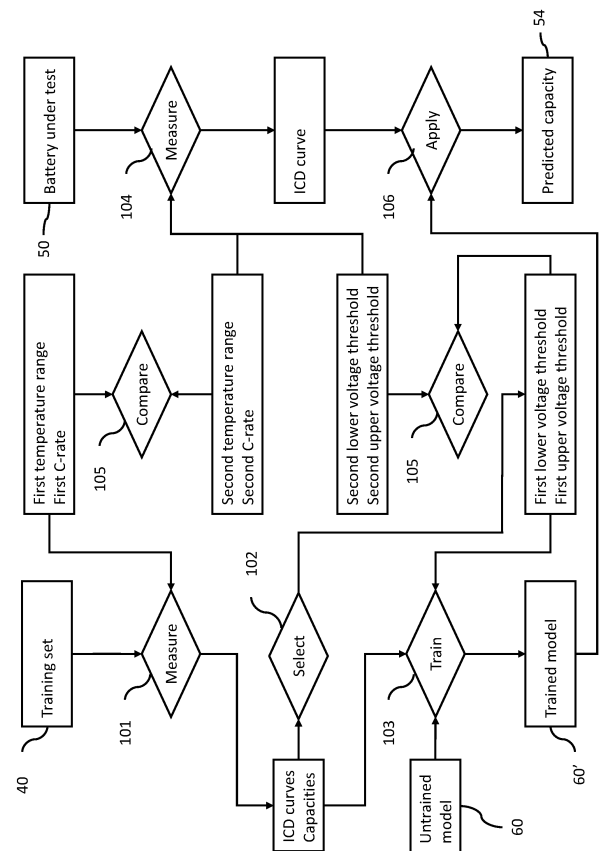 40
Training set
101
Measure
ICD curves
Capacities
102
Select
Untrained
model
60
103
Train
Trained model
60’
First temperature range
First C-rate
105
Compare
Second temperature range
Second C-rate
Second lower voltage threshold
Second upper voltage threshold
105
Compare
First lower voltage threshold
First upper voltage threshold
50
Battery under test
104
Measure
ICD curve
106
Apply
Predicted capacity
54